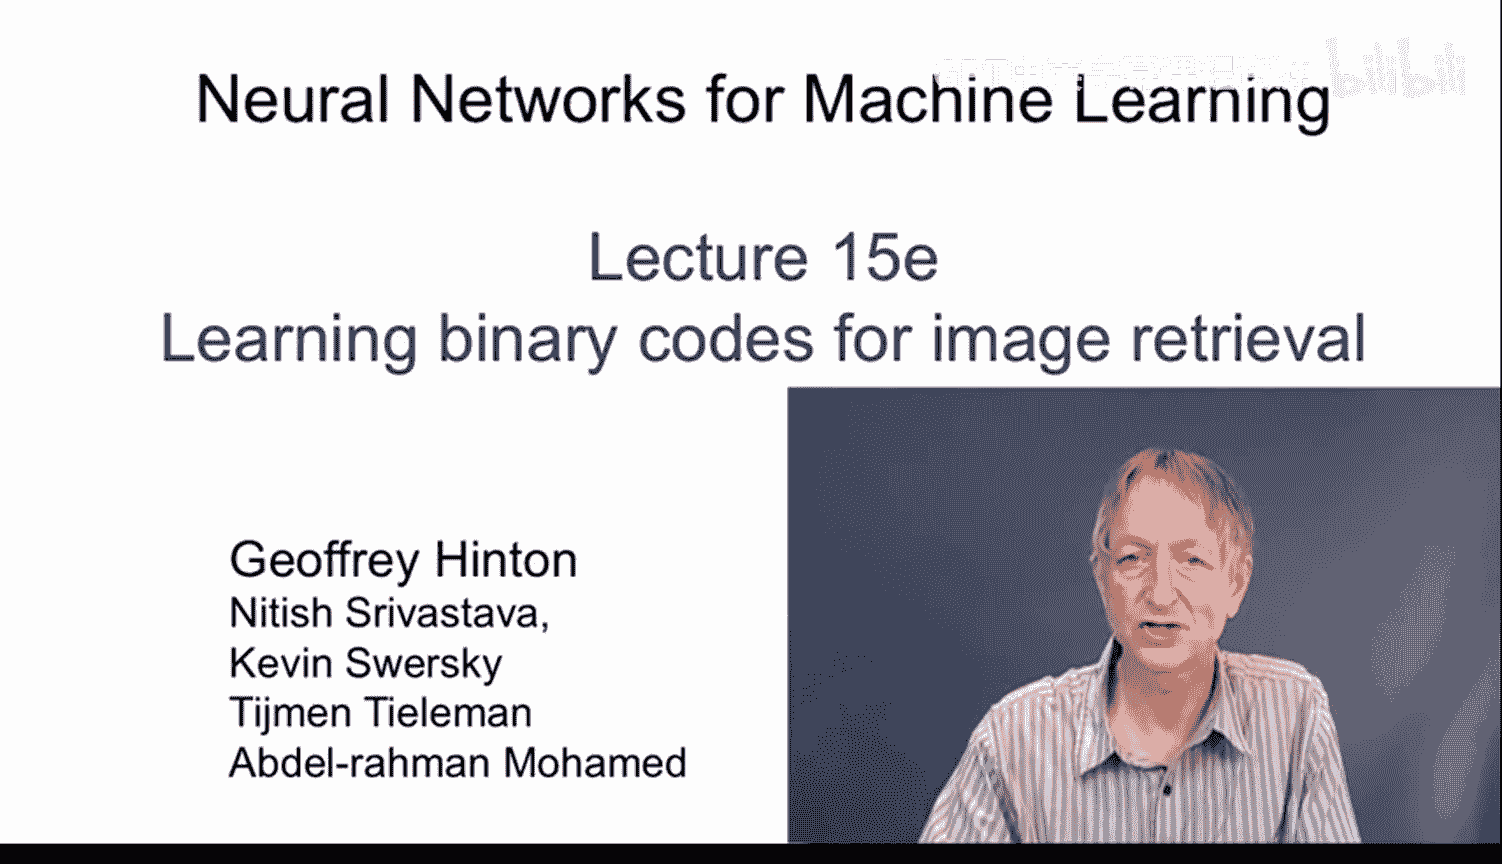 Neural Networks for Machine Learning
bilibili
Lecture 15e
Learning binary codes for image retrieval
Geoffrey Hinton
Nitish Srivastava,
Kevin Swersky
Tijmen Tieleman
Abdel-rahman Mohamed